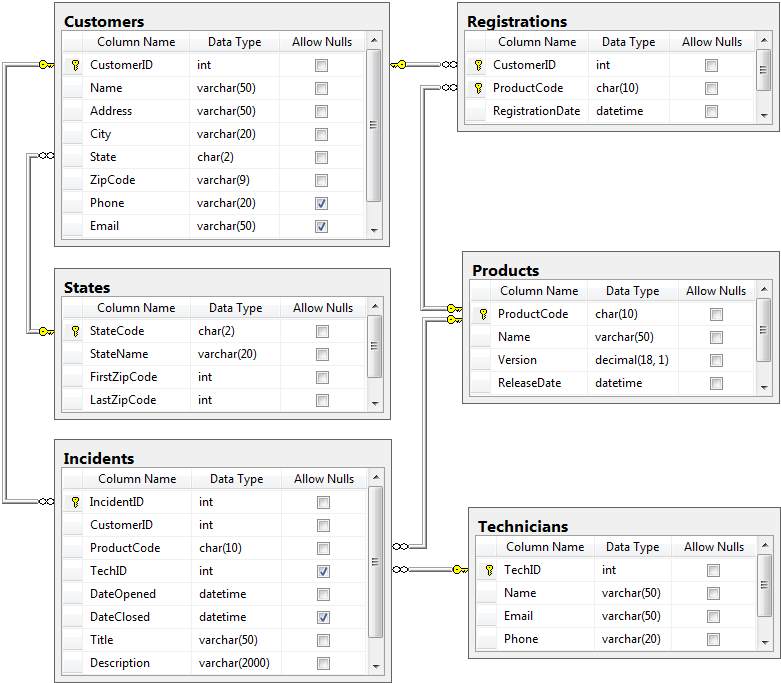 Customers
Column Name Data Type Allow Nulls
CustomerID int
Name varchar(50)
Address varchar(50)
City varchar(20)
State char(2)
ZipCode varchar(9)
Phone varchar(20)
Email varchar(50)
Registrations
Column Name Data Type Allow Nulls
CustomerID int
ProductCode char(10)
RegistrationDate datetime
States
Column Name Data Type Allow Nulls
StateCode char(2)
StateName varchar(20)
FirstZipCode int
LastZipCode int
Products
Column Name Data Type Allow Nulls
ProductCode char(10)
Name varchar(50)
Version decimal(18, 1)
ReleaseDate datetime
Incidents
Column Name Data Type Allow Nulls
IncidentID int
CustomerID int
ProductCode char(10)
TechID int
DateOpened datetime
DateClosed datetime
Title varchar(50)
Description varchar(2000)
Technicians
Column Name Data Type Allow Nulls
TechID int
Name varchar(50)
Email varchar(50)
Phone varchar(20)